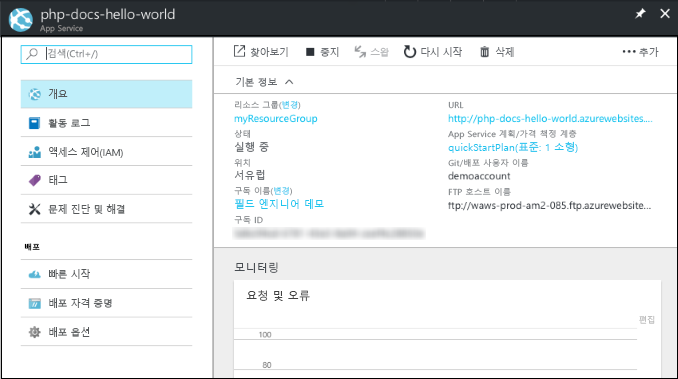 php-docs-hello-world
App Service
검색(Ctrl+/)
개요
활동 로그
액세스 제어(IAM)
태그
문제 진단 및 해결
배포
빠른 시작
배포 자격 증명
배포 옵션
찾아보기 중지 스왑 다시 시작 삭제 ••• 추가
기본 정보
리소스 그룹(변경)
myResourceGroup
상태
실행 중
위치
서유럽
구독 이름(변경)
필드 엔지니어 데모
구독 ID
URL
http://php-docs-hello-world.azurewebsites....
App Service 계획/가격 책정 계층
quickStartPlan(표준: 1 소형)
Git/배포 사용자 이름
demoaccount
FTP 호스트 이름
ftp://waws-prod-am2-085.ftp.azurewebsite...
모니터링
요청 및 오류
편집
100
80